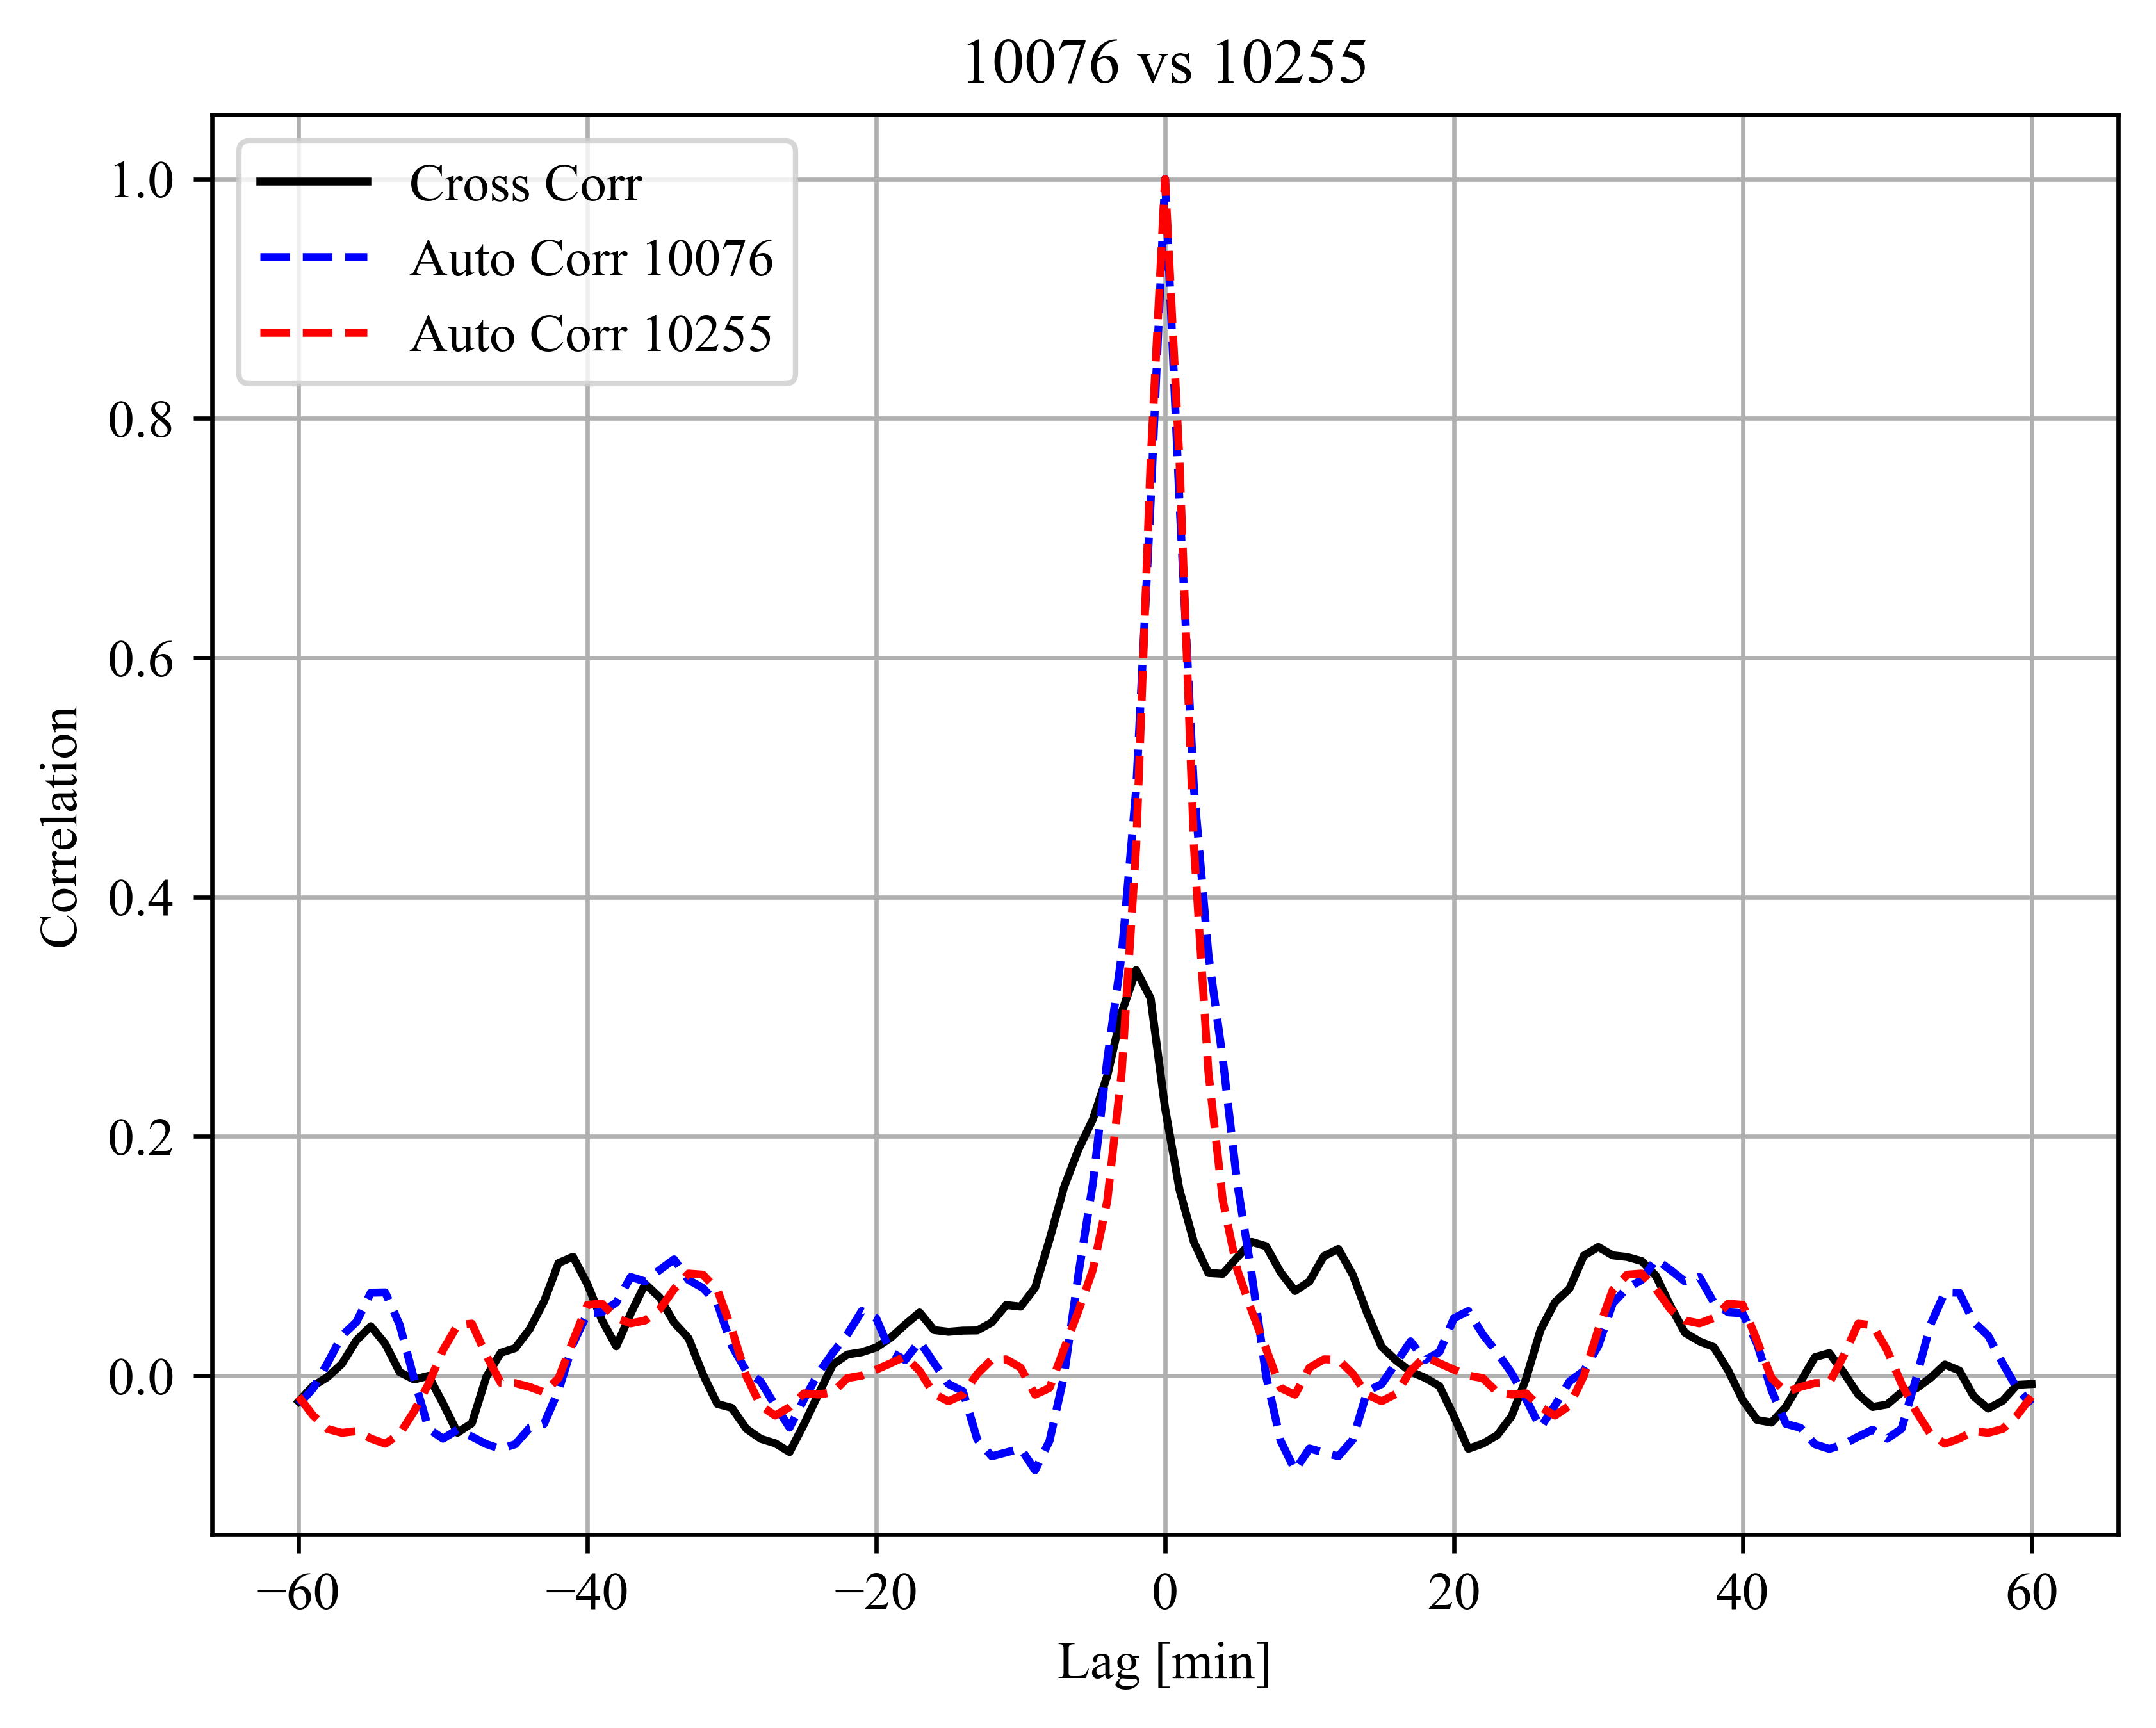 10076 vs 10255
Cross Corr
Auto Corr 10076
Auto Corr 10255
1.0
0.8
0.6
0.4
0.2
0.0
Correlation
−60
−40
−20
0
20
40
60
Lag [min]